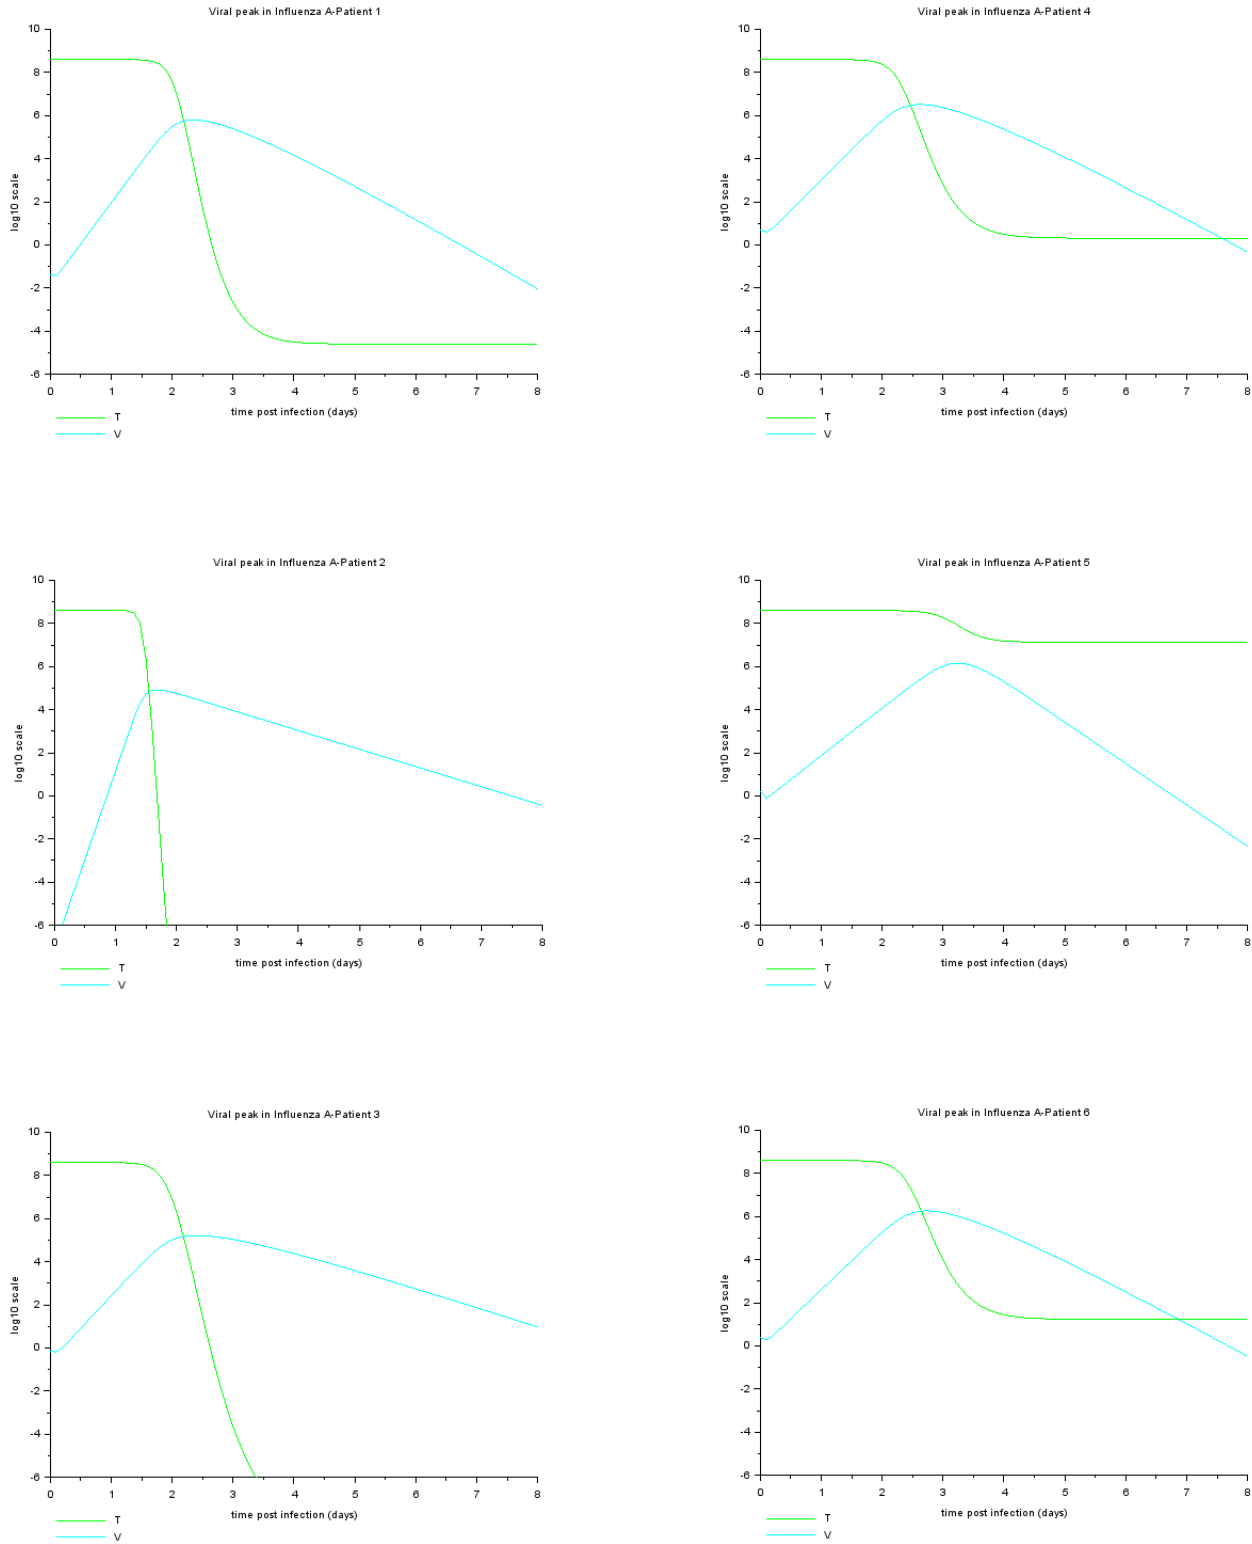 Viral peak in Influenza A-Patient 1
10
8
6
4
2
0
-2
-4
-6
log10 scale
0 1 2 3 4 5 6 7 8
time post infection (days)
T
V
Viral peak in Influenza A-Patient 4
10
8
6
4
2
0
-2
-4
-6
log10 scale
0 1 2 3 4 5 6 7 8
time post infection (days)
T
V
Viral peak in Influenza A-Patient 2
10
8
6
4
2
0
-2
-4
-6
log10 scale
0 1 2 3 4 5 6 7 8
time post infection (days)
T
V
Viral peak in Influenza A-Patient 5
10
8
6
4
2
0
-2
-4
-6
log10 scale
0 1 2 3 4 5 6 7 8
time post infection (days)
T
V
Viral peak in Influenza A-Patient 3
10
8
6
4
2
0
-2
-4
-6
log10 scale
0 1 2 3 4 5 6 7 8
time post infection (days)
T
V
Viral peak in Influenza A-Patient 6
10
8
6
4
2
0
-2
-4
-6
log10 scale
0 1 2 3 4 5 6 7 8
time post infection (days)
T
V